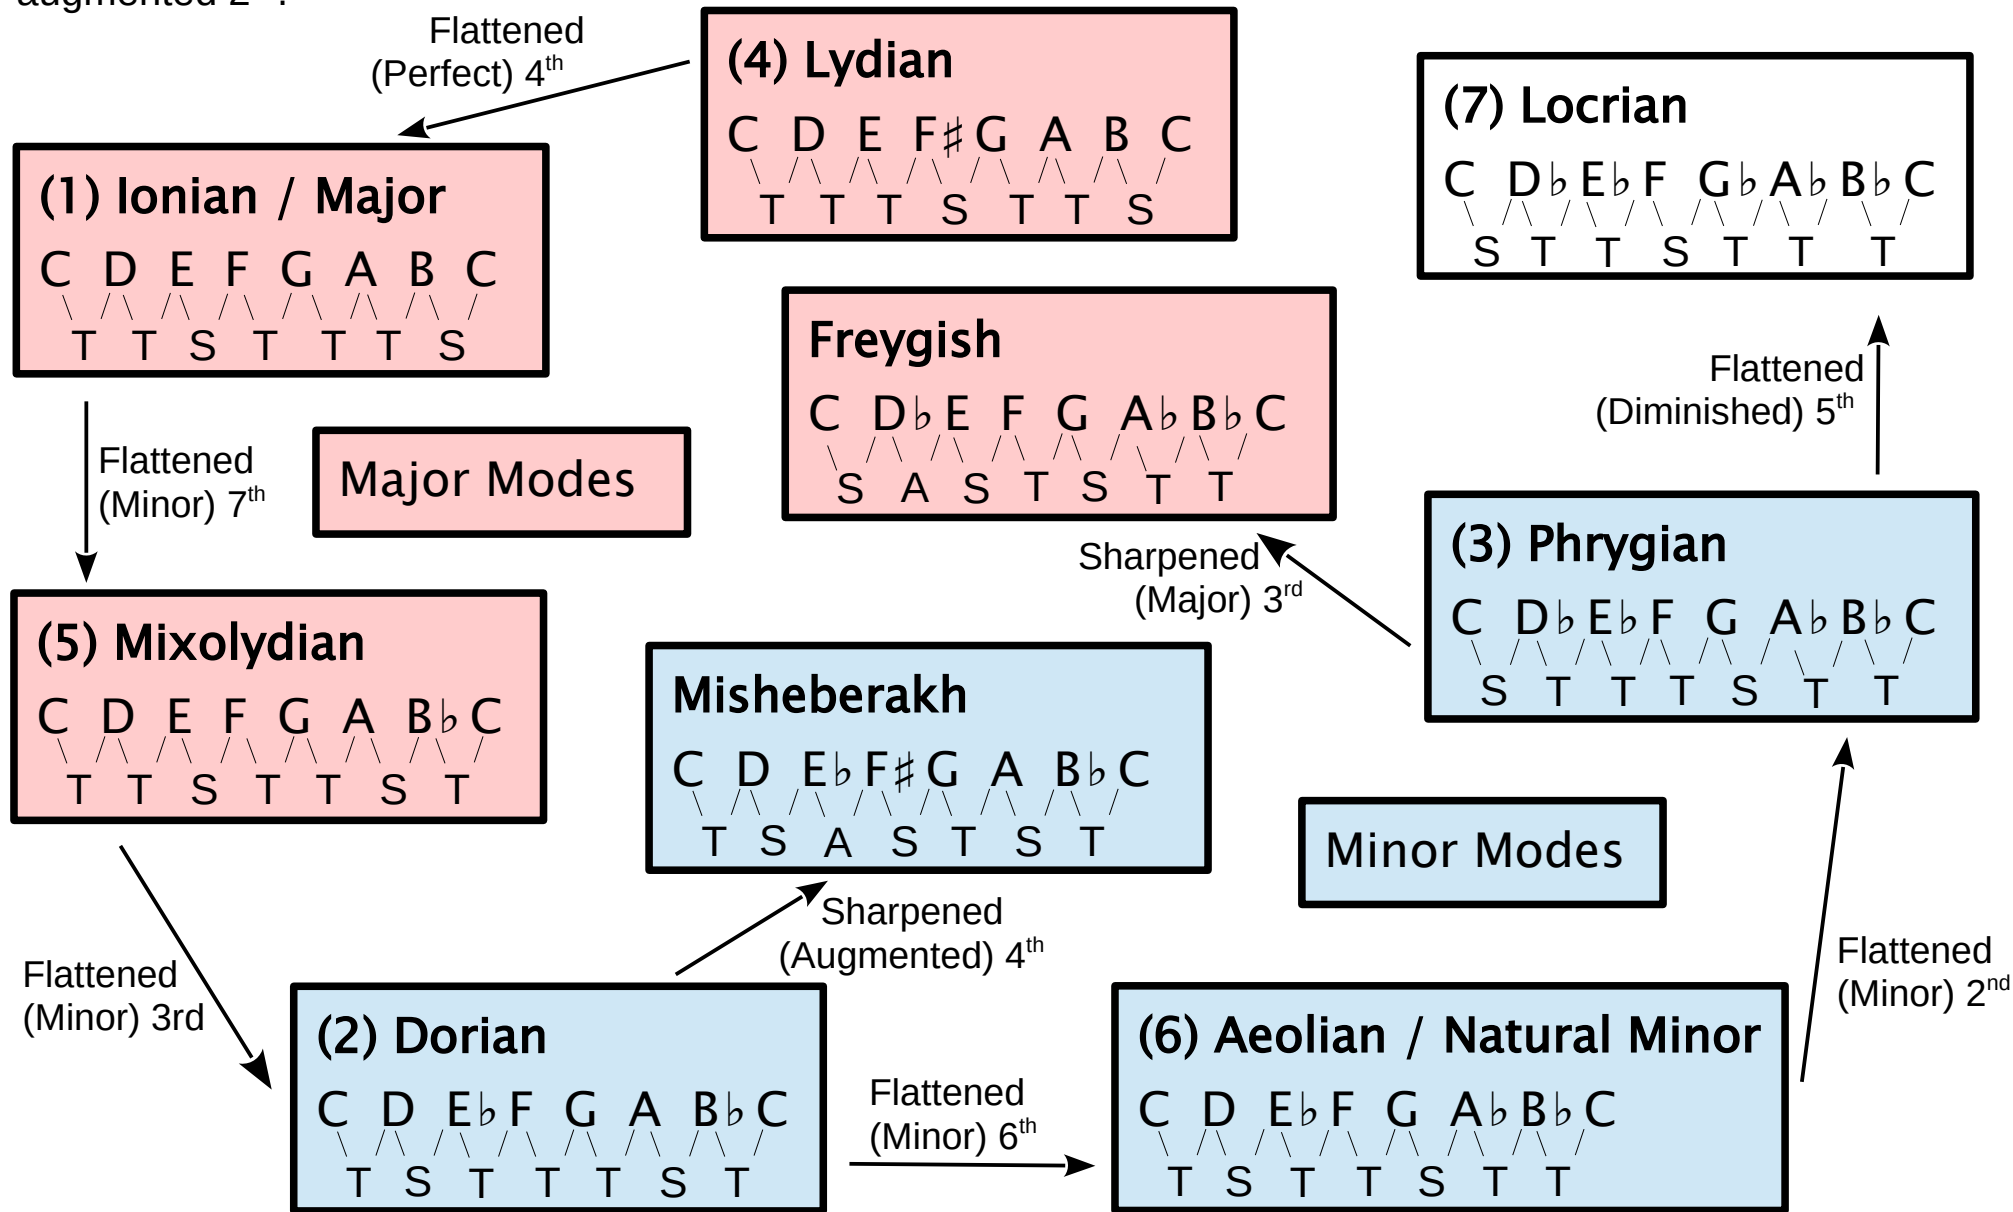 augmented 2nd.
Flattened
(Perfect) 4th
(4) Lydian
C D E F♯ G A B C
T T T S T T S
(7) Locrian
C D♭ E♭ F G♭ A♭ B♭ C
S T T S T T T
(1) Ionian / Major
C D E F G A B C
T T S T T T S
Freygish
C D♭ E F G A♭ B♭ C
S A S T S T T
Flattened
(Diminished) 5th
Major Modes
Flattened
(Minor) 7th
Sharpened
(Major) 3rd
(3) Phrygian
C D♭ E♭ F G A♭ B♭ C
S T T T S T T
(5) Mixolydian
C D E F G A B♭ C
T T S T T S T
Misheberakh
C D E♭ F♯ G A B♭ C
T S A S T S T
Minor Modes
Sharpened
(Augmented) 4th
Flattened
(Minor) 3rd
Flattened
(Minor) 2nd
(2) Dorian
C D E♭ F G A B♭ C
T S T T T S T
Flattened
(Minor) 6th
(6) Aeolian / Natural Minor
C D E♭ F G A♭ B♭ C
T S T T S T T